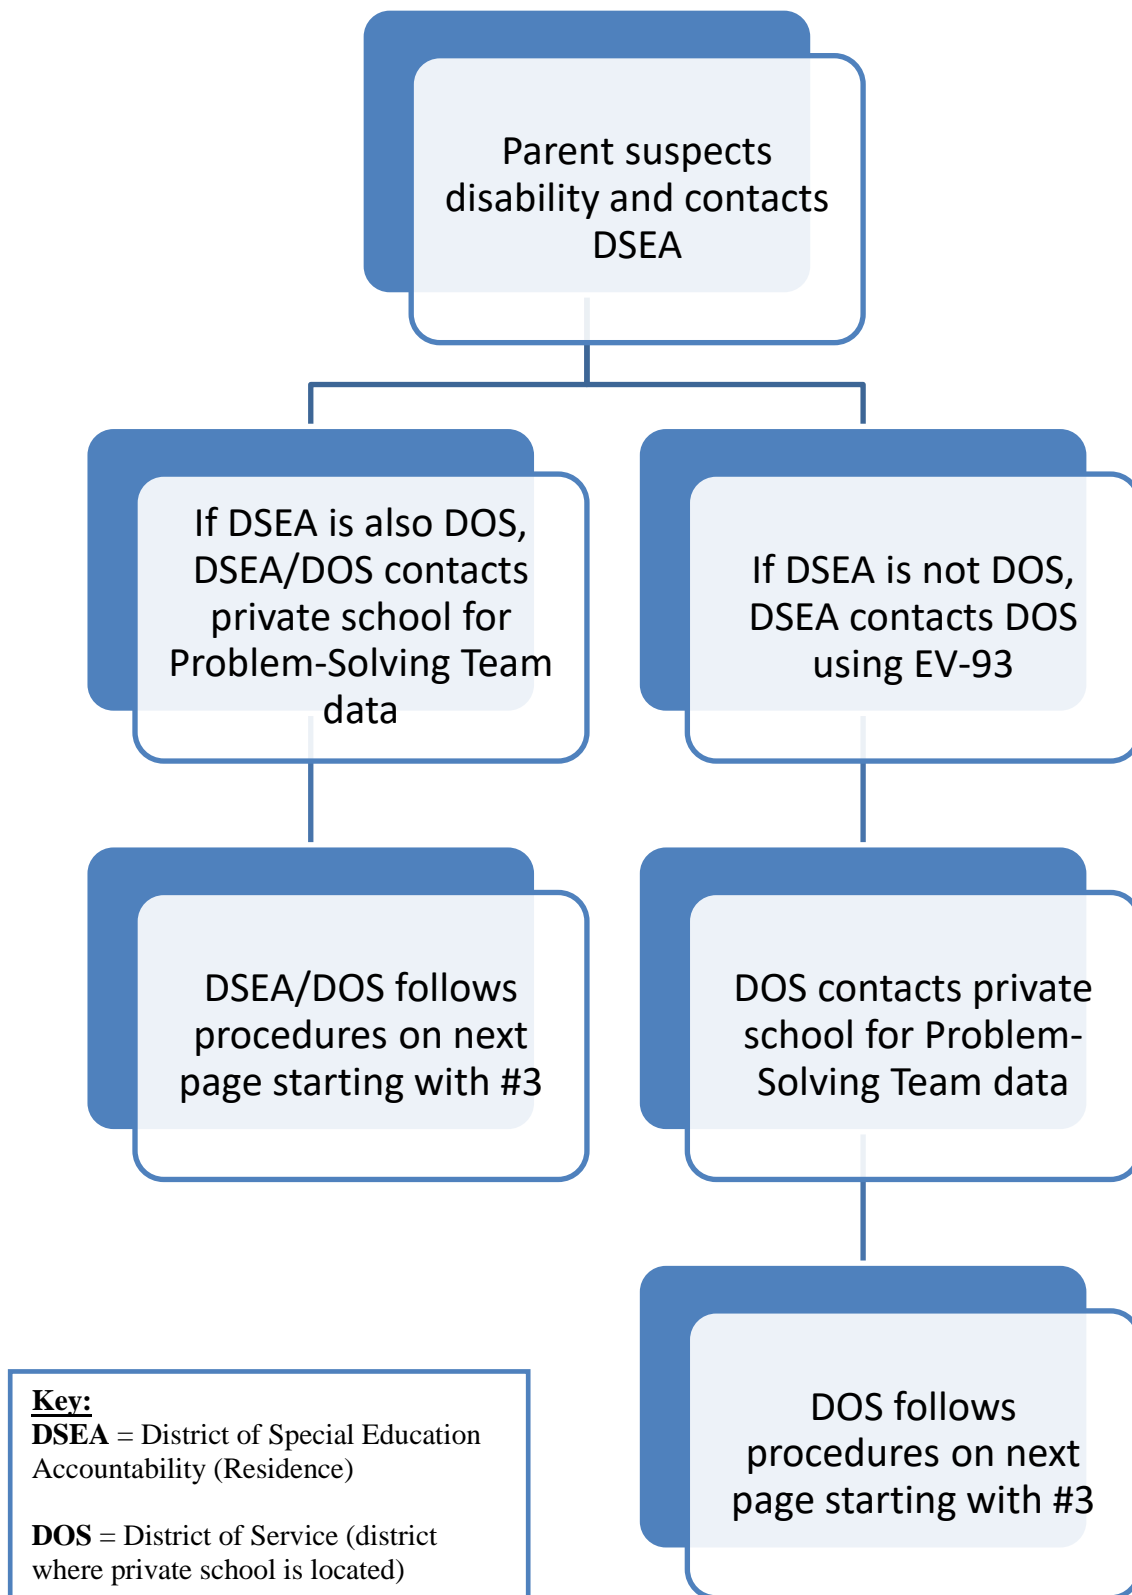 Parent suspects
disability and contacts
DSEA
If DSEA is also DOS,
DSEA/DOS contacts
private school for
Problem-Solving Team
data
If DSEA is not DOS,
DSEA contacts DOS
using EV-93
DSEA/DOS follows
procedures on next
page starting with #3
DOS contacts private
school for Problem-
Solving Team data
DOS follows
procedures on next
page starting with #3
Key:
DSEA = District of Special Education
Accountability (Residence)
DOS = District of Service (district
where private school is located)